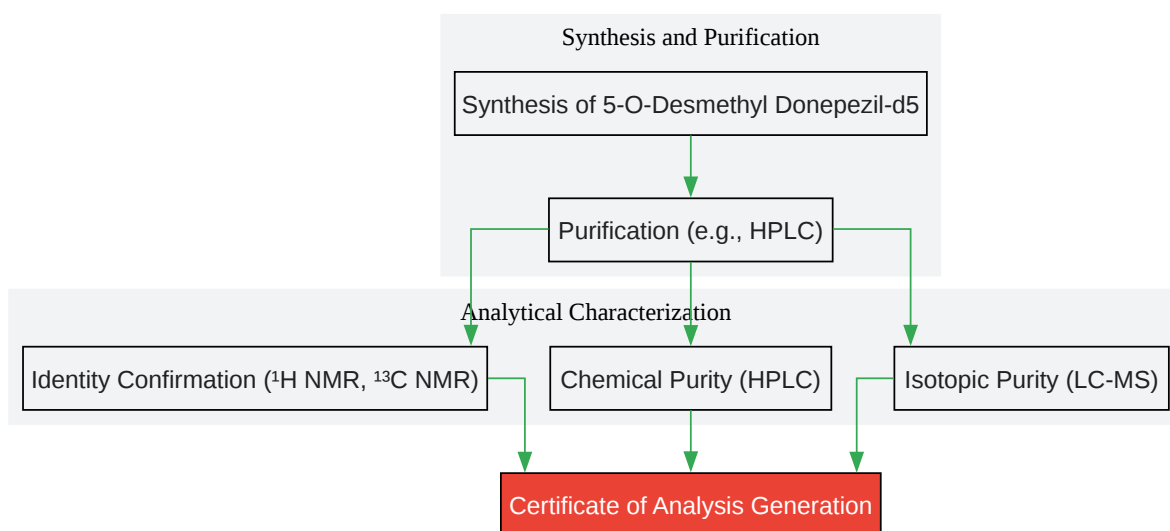 Synthesis and Purification
Synthesis of 5-O-Desmethyl Donepezil-d5
Purification (e.g., HPLC)
Analytical Characterization
Identity Confirmation (¹H NMR, ¹³C NMR)
Chemical Purity (HPLC)
Isotopic Purity (LC-MS)
Certificate of Analysis Generation